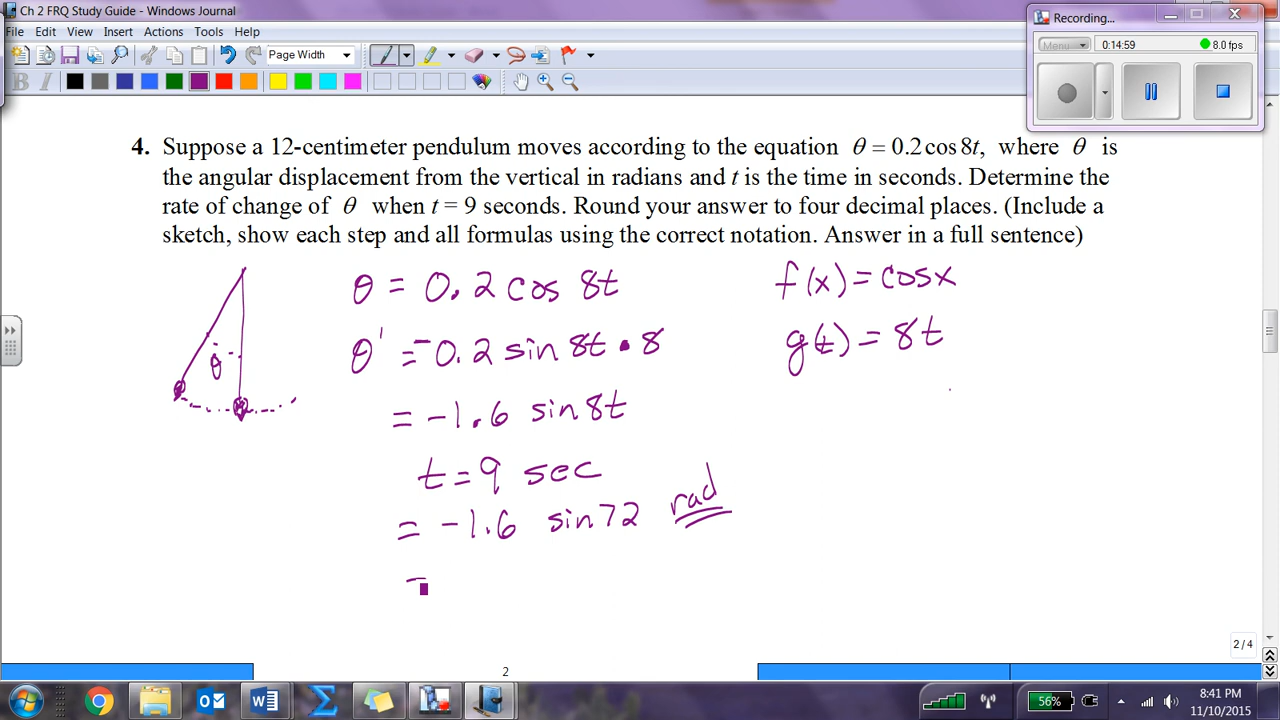 Ch 2 FRQ Study Guide - Windows Journal
File Edit View Insert Actions Tools Help
Page Width
B
Recording...
Menu
0:14:59
8.0 fps
4. Suppose a 12-centimeter pendulum moves according to the equation θ = 0.2 cos 8t, where θ is
the angular displacement from the vertical in radians and t is the time in seconds. Determine the
rate of change of θ when t = 9 seconds. Round your answer to four decimal places. (Include a
sketch, show each step and all formulas using the correct notation. Answer in a full sentence)
θ
θ = 0.2 cos 8t
θ' = -0.2 sin 8t • 8
= -1.6 sin 8t
t = 9 sec
= -1.6 sin 72 rad
f(x) = cos x
g(t) = 8t
2 / 4
2
56%
8:41 PM
11/10/2015